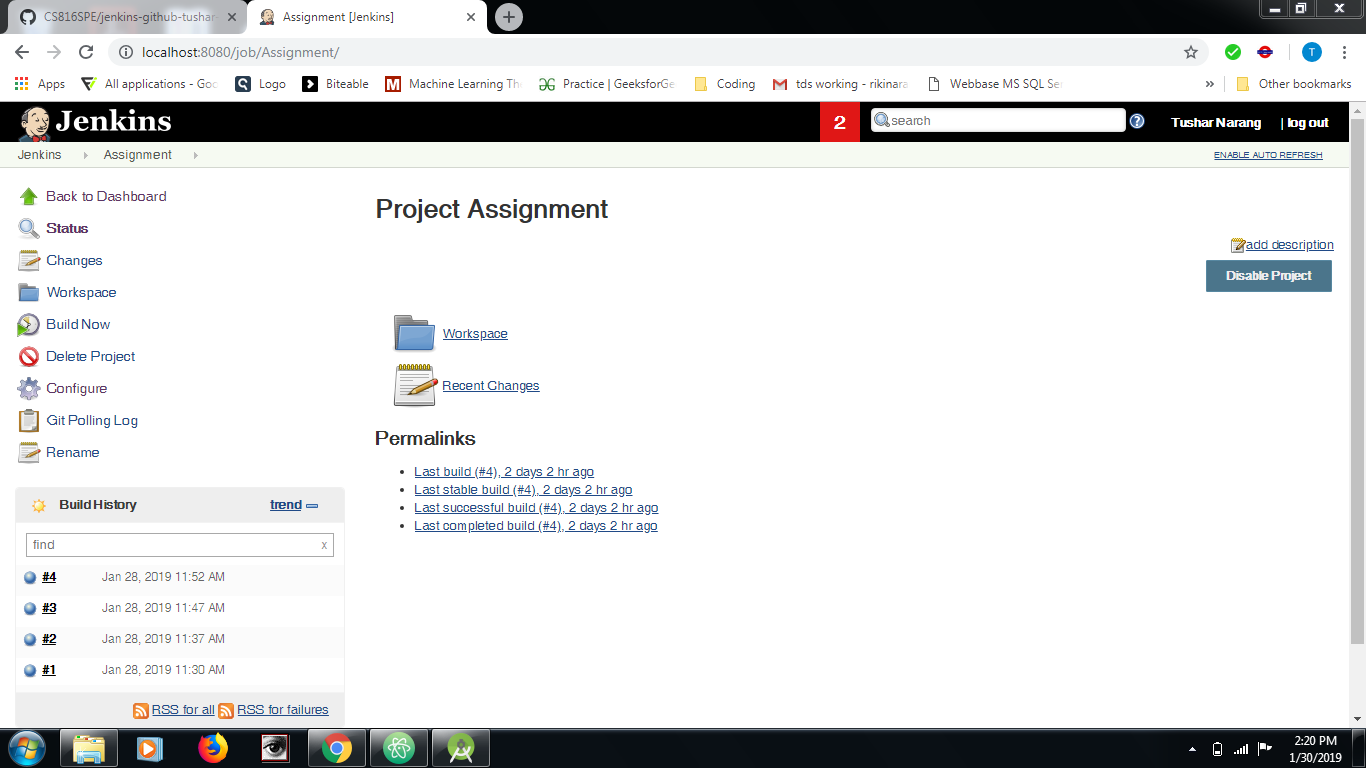 CS816SPE/jenkins-github-tushar
Assignment [Jenkins]
localhost:8080/job/Assignment/
T
Apps
All applications - Goo
Logo
Biteable
Machine Learning Th
Practice | GeeksforGe
Coding
tds working - rikinara
Webbase MS SQL Se
»
Other bookmarks
Jenkins
2
search
Tushar Narang
| log out
Jenkins
Assignment
ENABLE AUTO REFRESH
Back to Dashboard
Status
Changes
Workspace
Build Now
Delete Project
Configure
Git Polling Log
Rename
Build History
trend
find
x
#4 Jan 28, 2019 11:52 AM
#3 Jan 28, 2019 11:47 AM
#2 Jan 28, 2019 11:37 AM
#1 Jan 28, 2019 11:30 AM
RSS for all RSS for failures
Project Assignment
add description
Disable Project
Workspace
Recent Changes
Permalinks
Last build (#4), 2 days 2 hr ago
Last stable build (#4), 2 days 2 hr ago
Last successful build (#4), 2 days 2 hr ago
Last completed build (#4), 2 days 2 hr ago
2:20 PM
1/30/2019